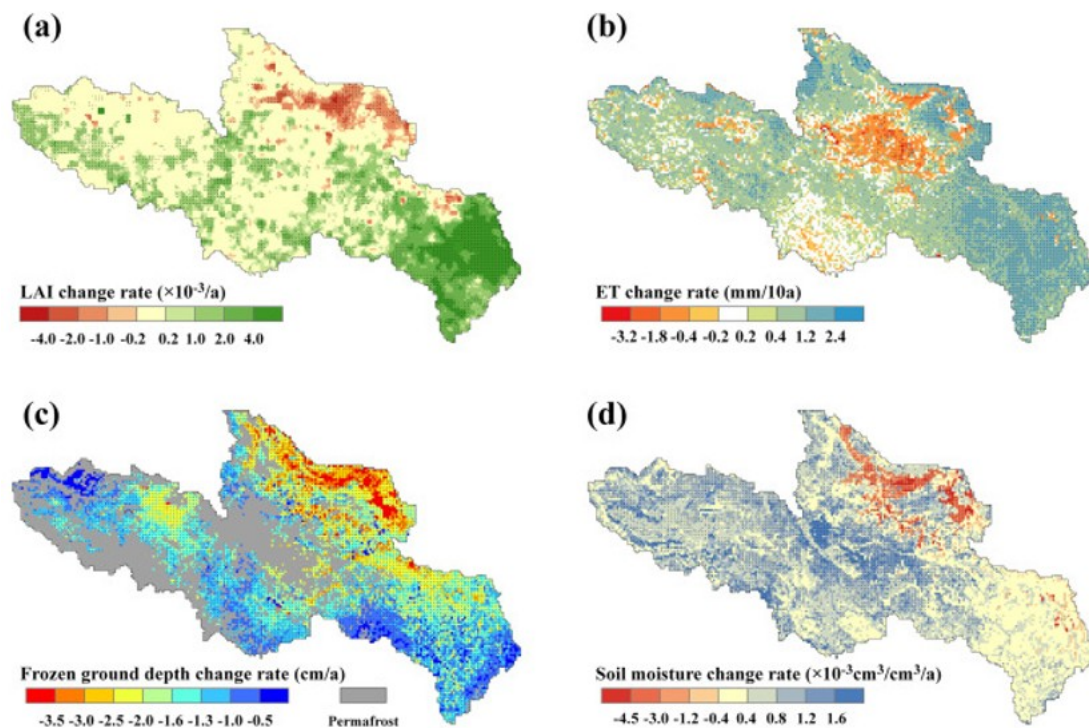 (a)
LAI change rate (×10⁻³/a)
-4.0 -2.0 -1.0 -0.2 0.2 1.0 2.0 4.0
(b)
ET change rate (mm/10a)
-3.2 -1.8 -0.4 -0.2 0.2 0.4 1.2 2.4
(c)
Frozen ground depth change rate (cm/a)
-3.5 -3.0 -2.5 -2.0 -1.6 -1.3 -1.0 -0.5
Permafrost
(d)
Soil moisture change rate (×10⁻³cm³/cm³/a)
-4.5 -3.0 -1.2 -0.4 0.4 0.8 1.2 1.6